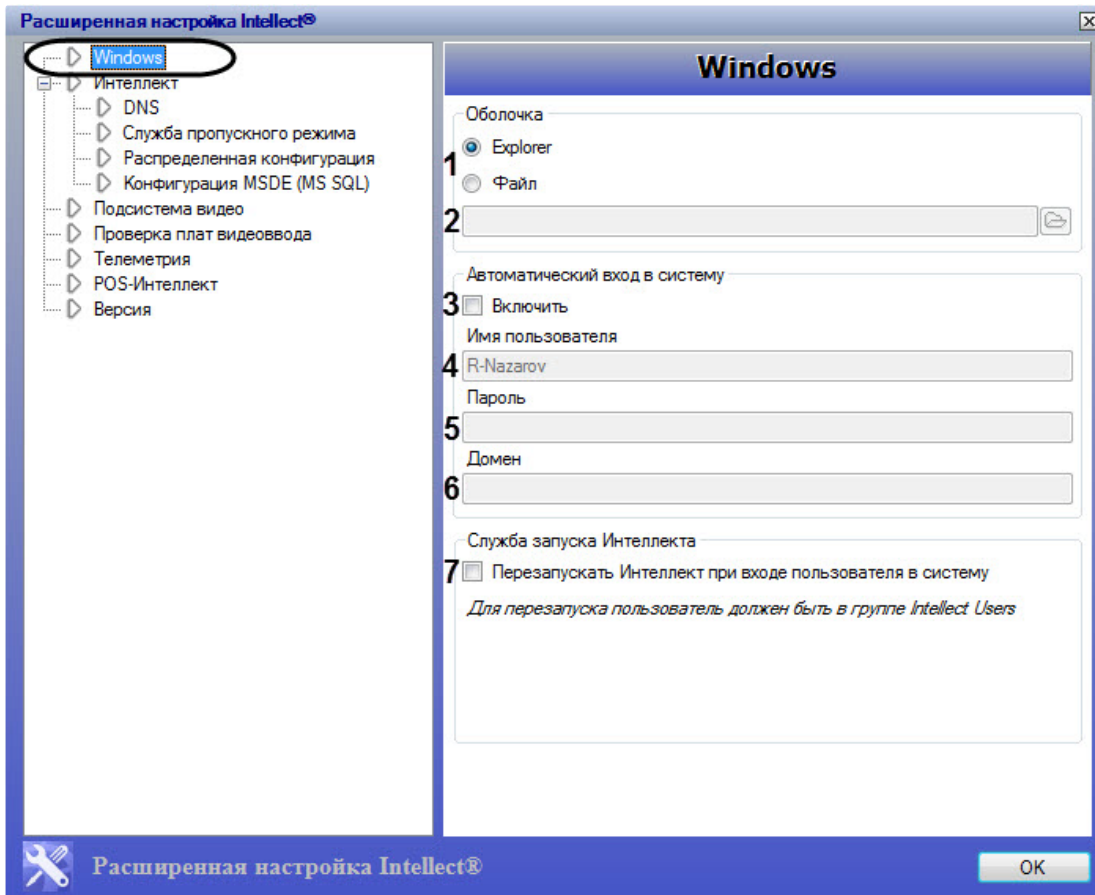 Расширенная настройка Intellect®
Windows
Интеллект
DNS
Служба пропускного режима
Распределенная конфигурация
Конфигурация MSDE (MS SQL)
Подсистема видео
Проверка плат видеоввода
Телеметрия
POS-Интеллект
Версия
Windows
Оболочка
1
Explorer
Файл
2
Автоматический вход в систему
3 Включить
Имя пользователя
4 R-Nazarov
Пароль
5
Домен
6
Служба запуска Интеллекта
7 Перезапускать Интеллект при входе пользователя в систему
Для перезапуска пользователь должен быть в группе Intellect Users
Расширенная настройка Intellect®
OK